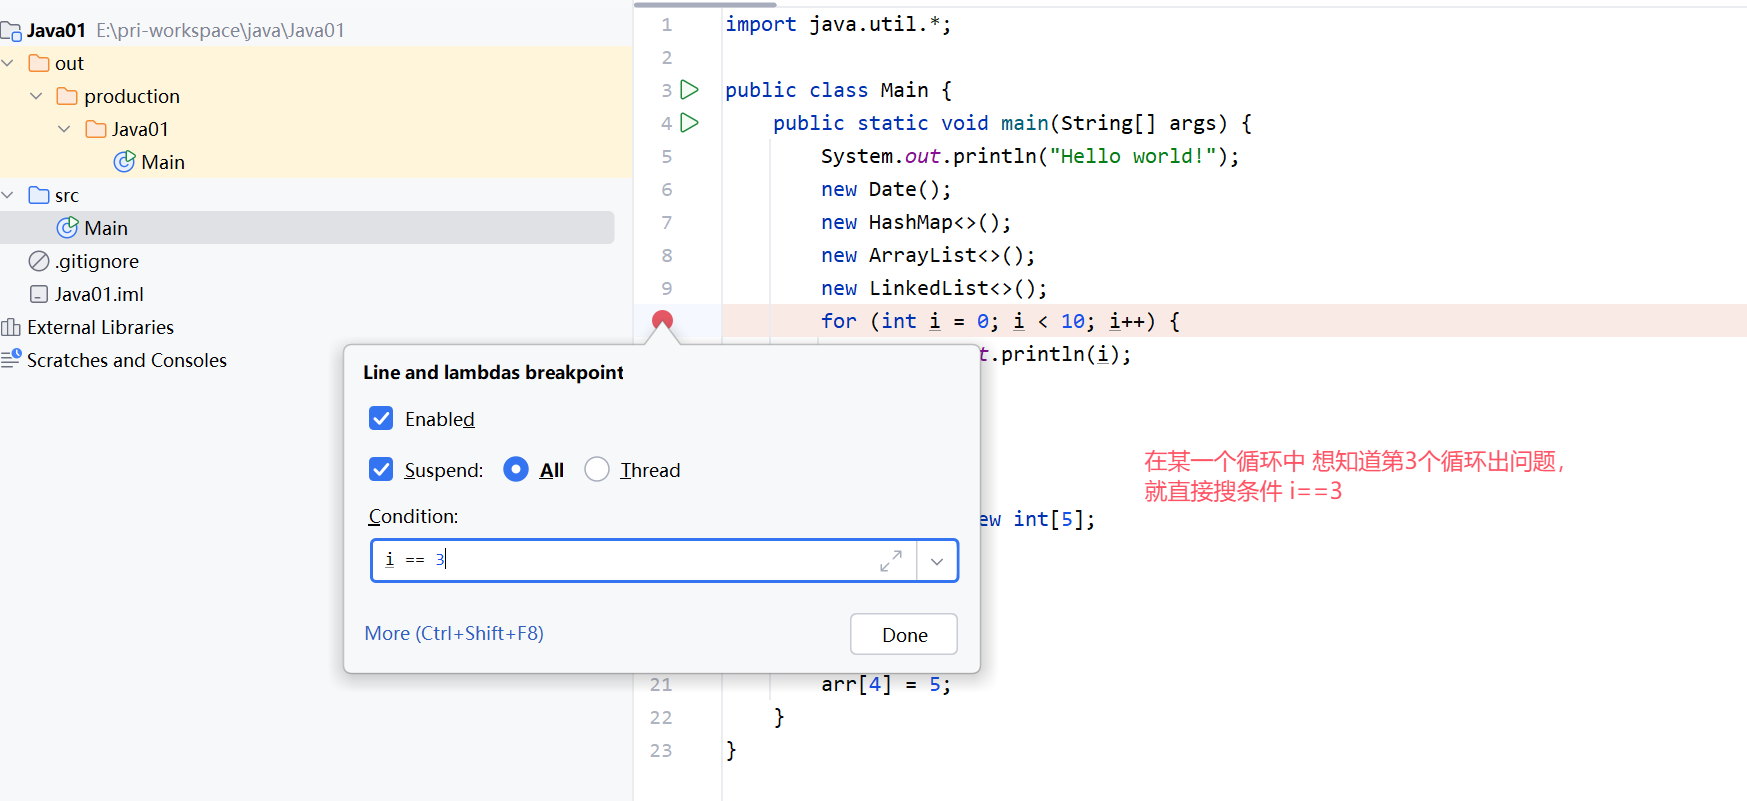 Java01 E:\pri-workspace\java\Java01
out
production
Java01
Main
src
Main
.gitignore
Java01.iml
External Libraries
Scratches and Consoles
1 import java.util.*;
2
3 public class Main {
4 public static void main(String[] args) {
5 System.out.println("Hello world!");
6 new Date();
7 new HashMap<>();
8 new ArrayList<>();
9 new LinkedList<>();
for (int i = 0; i < 10; i++) {
t.println(i);
Line and lambdas breakpoint
Enabled
Suspend: All Thread
Condition:
i == 3
More (Ctrl+Shift+F8)
Done
在某一个循环中 想知道第3个循环出问题,
就直接搜条件 i==3
ew int[5];
21 arr[4] = 5;
22 }
23 }